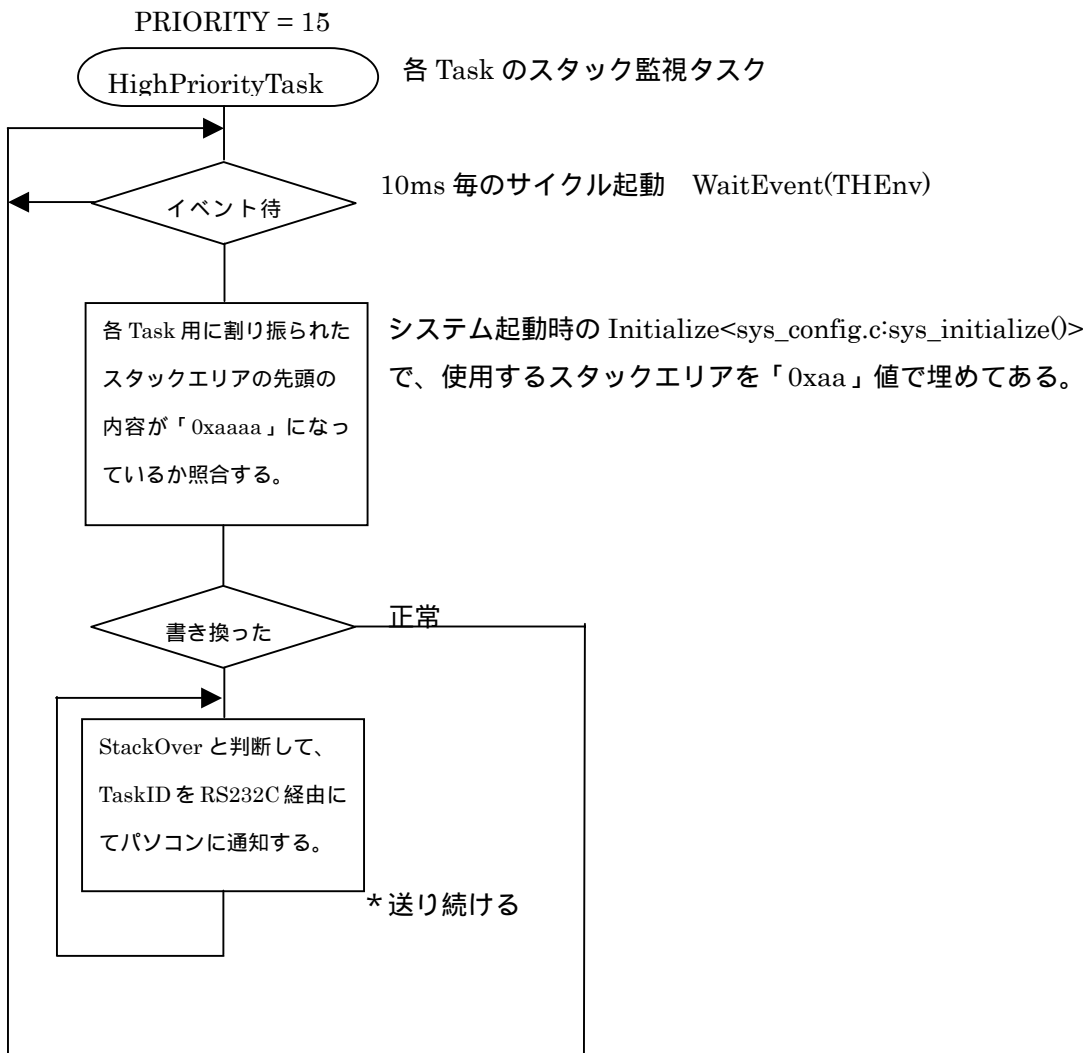 PRIORITY = 15
HighPriorityTask
各 Task のスタック監視タスク
10ms 毎のサイクル起動　WaitEvent(THEnv)
イベント待
各 Task 用に割り振られた
スタックエリアの先頭の
内容が「0xaaaa」になっ
ているか照合する。
システム起動時の Initialize<sys_config.c:sys_initialize()>
で、使用するスタックエリアを「0xaa」値で埋めてある。
正常
書き換った
StackOver と判断して、
TaskID を RS232C 経由に
てパソコンに通知する。
*送り続ける